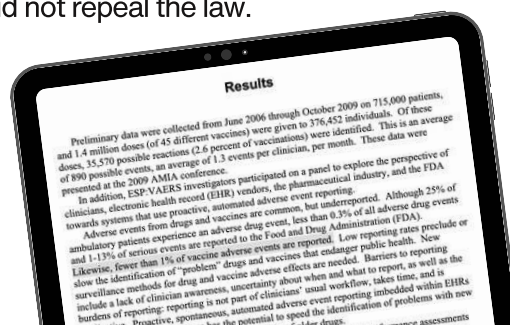 d not repeal the law.
Results
Preliminary data were collected from June 2006 through October 2009 on 715,000 patients,
and 1.4 million doses (of 45 different vaccines) were given to 376,452 individuals. Of these
doses, 35,570 possible reactions (2.6 percent of vaccinations) were identified. This is an average
of 890 possible events, an average of 1.3 events per clinician, per month. These data were
presented at the 2009 AMIA conference.
In addition, ESP:VAERS investigators participated on a panel to explore the perspective of
clinicians, electronic health record (EHR) vendors, the pharmaceutical industry, and the FDA
towards systems that use proactive, automated adverse event reporting.
Adverse events from drugs and vaccines are common, but underreported. Although 25% of
ambulatory patients experience an adverse drug event, less than 0.3% of all adverse drug events
and 1-13% of serious events are reported to the Food and Drug Administration (FDA).
Likewise, fewer than 1% of vaccine adverse events are reported. Low reporting rates preclude or
slow the identification of "problem" drugs and vaccines that endanger public health. New
surveillance methods for drug and vaccine adverse effects are needed. Barriers to reporting
include a lack of clinician awareness, uncertainty about when and what to report, as well as the
burdens of reporting: reporting is not part of clinicians' usual workflow, takes time, and is
Proactive, spontaneous, automated adverse event reporting imbedded within EHRs
the potential to speed the identification of problems with new
older drugs.
assessments